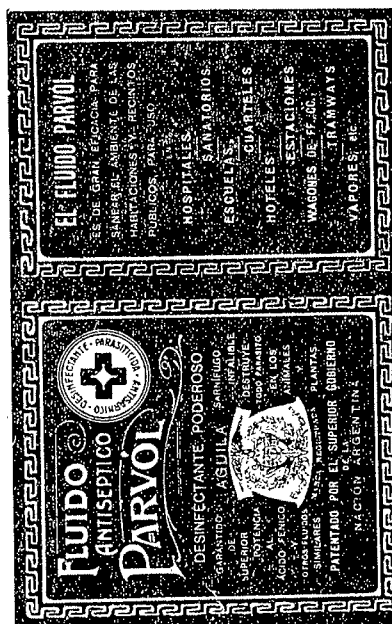 FLUIDO
ANTISEPTICO
PARVOL
DESINFECTANTE · PARASITICIDA · ANTISARNICO
DESINFECTANTE PODEROSO
AGUILA
GARANTIDO
DE
SUPERIOR
POTENCIA
AL
ACIDO FENICO
OTROS FLUIDOS
SIMILARES
SARNIFUGO
INFALIBLE
DESTRUYE
TODO PARASITO
EN LOS
ANIMALES
Y
PLANTAS
PATENTADO POR EL SUPERIOR GOBIERNO
DE LA
NACIÓN ARGENTINA
EL FLUIDO PARVOL
ES DE GRAN EFICACIA PARA
SANEAR EL AMBIENTE DE LAS
HABITACIONES Y RECINTOS
PUBLICOS, PARA USO
HOSPITALES
SANATORIOS
ESCUELAS,
CUARTELES
HOTELES
ESTACIONES
WAGONES DE FF.CC.
TRAMWAYS
VAPORES, etc.